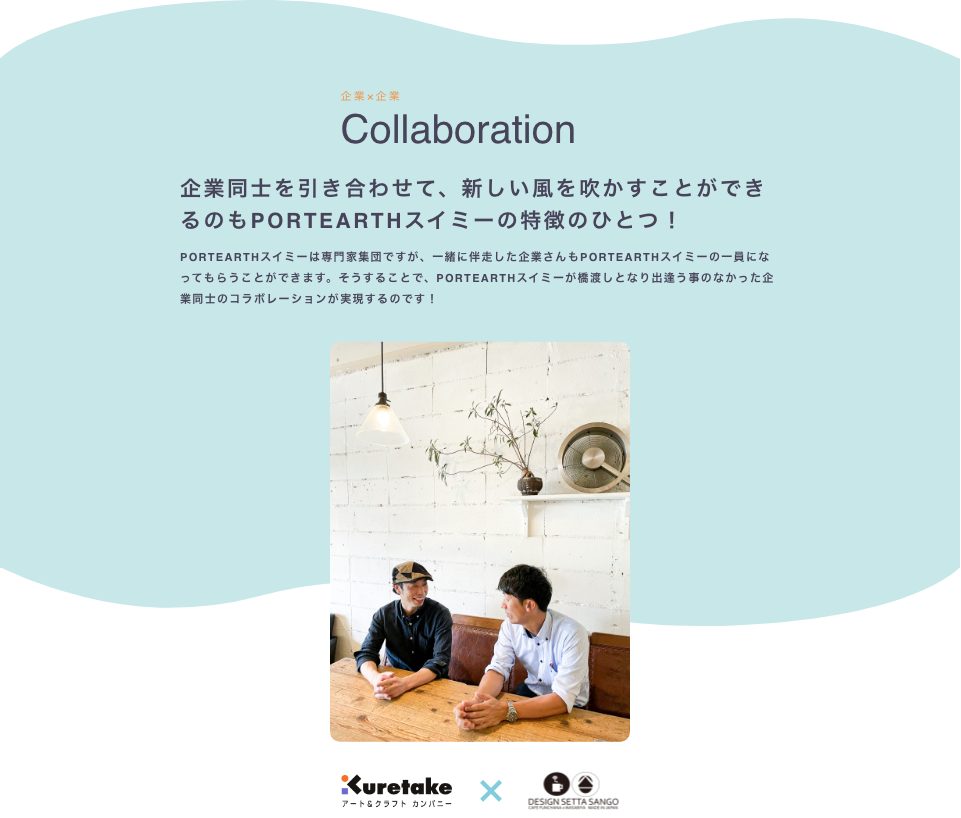 企業×企業
Collaboration
企業同士を引き合わせて、新しい風を吹かすことができ
るのもPORTEARTHスイミーの特徴のひとつ！
PORTEARTHスイミーは専門家集団ですが、一緒に伴走した企業さんもPORTEARTHスイミーの一員にな
ってもらうことができます。そうすることで、PORTEARTHスイミーが橋渡しとなり出逢う事のなかった企
業同士のコラボレーションが実現するのです！
Kuretake
アート&クラフト カンパニー
×
DESIGN SETTA SANGO